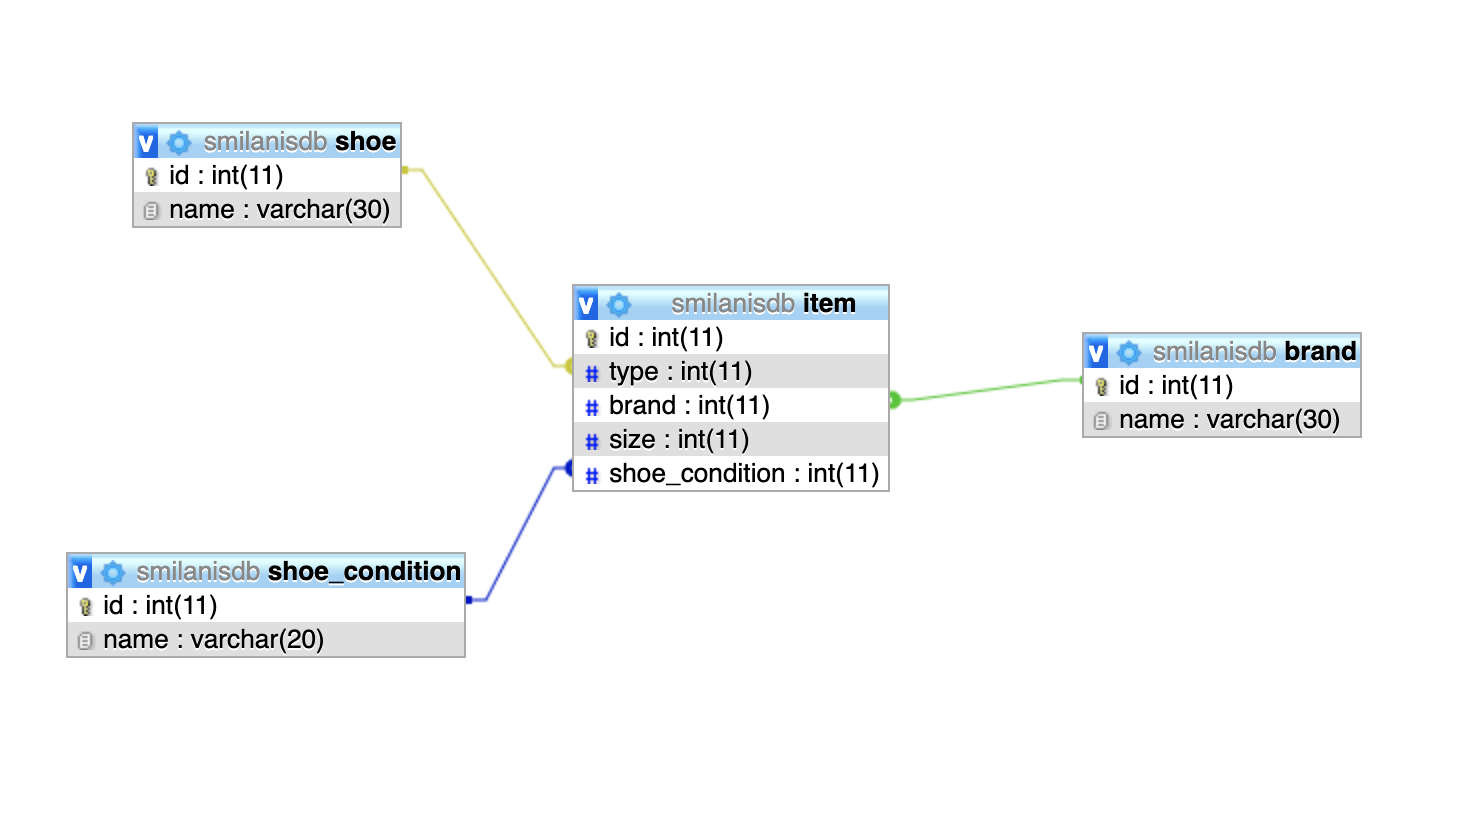 v smilanisdb shoe
id : int(11)
name : varchar(30)
v smilanisdb item
id : int(11)
# type : int(11)
# brand : int(11)
# size : int(11)
# shoe_condition : int(11)
v smilanisdb brand
id : int(11)
name : varchar(30)
v smilanisdb shoe_condition
id : int(11)
name : varchar(20)